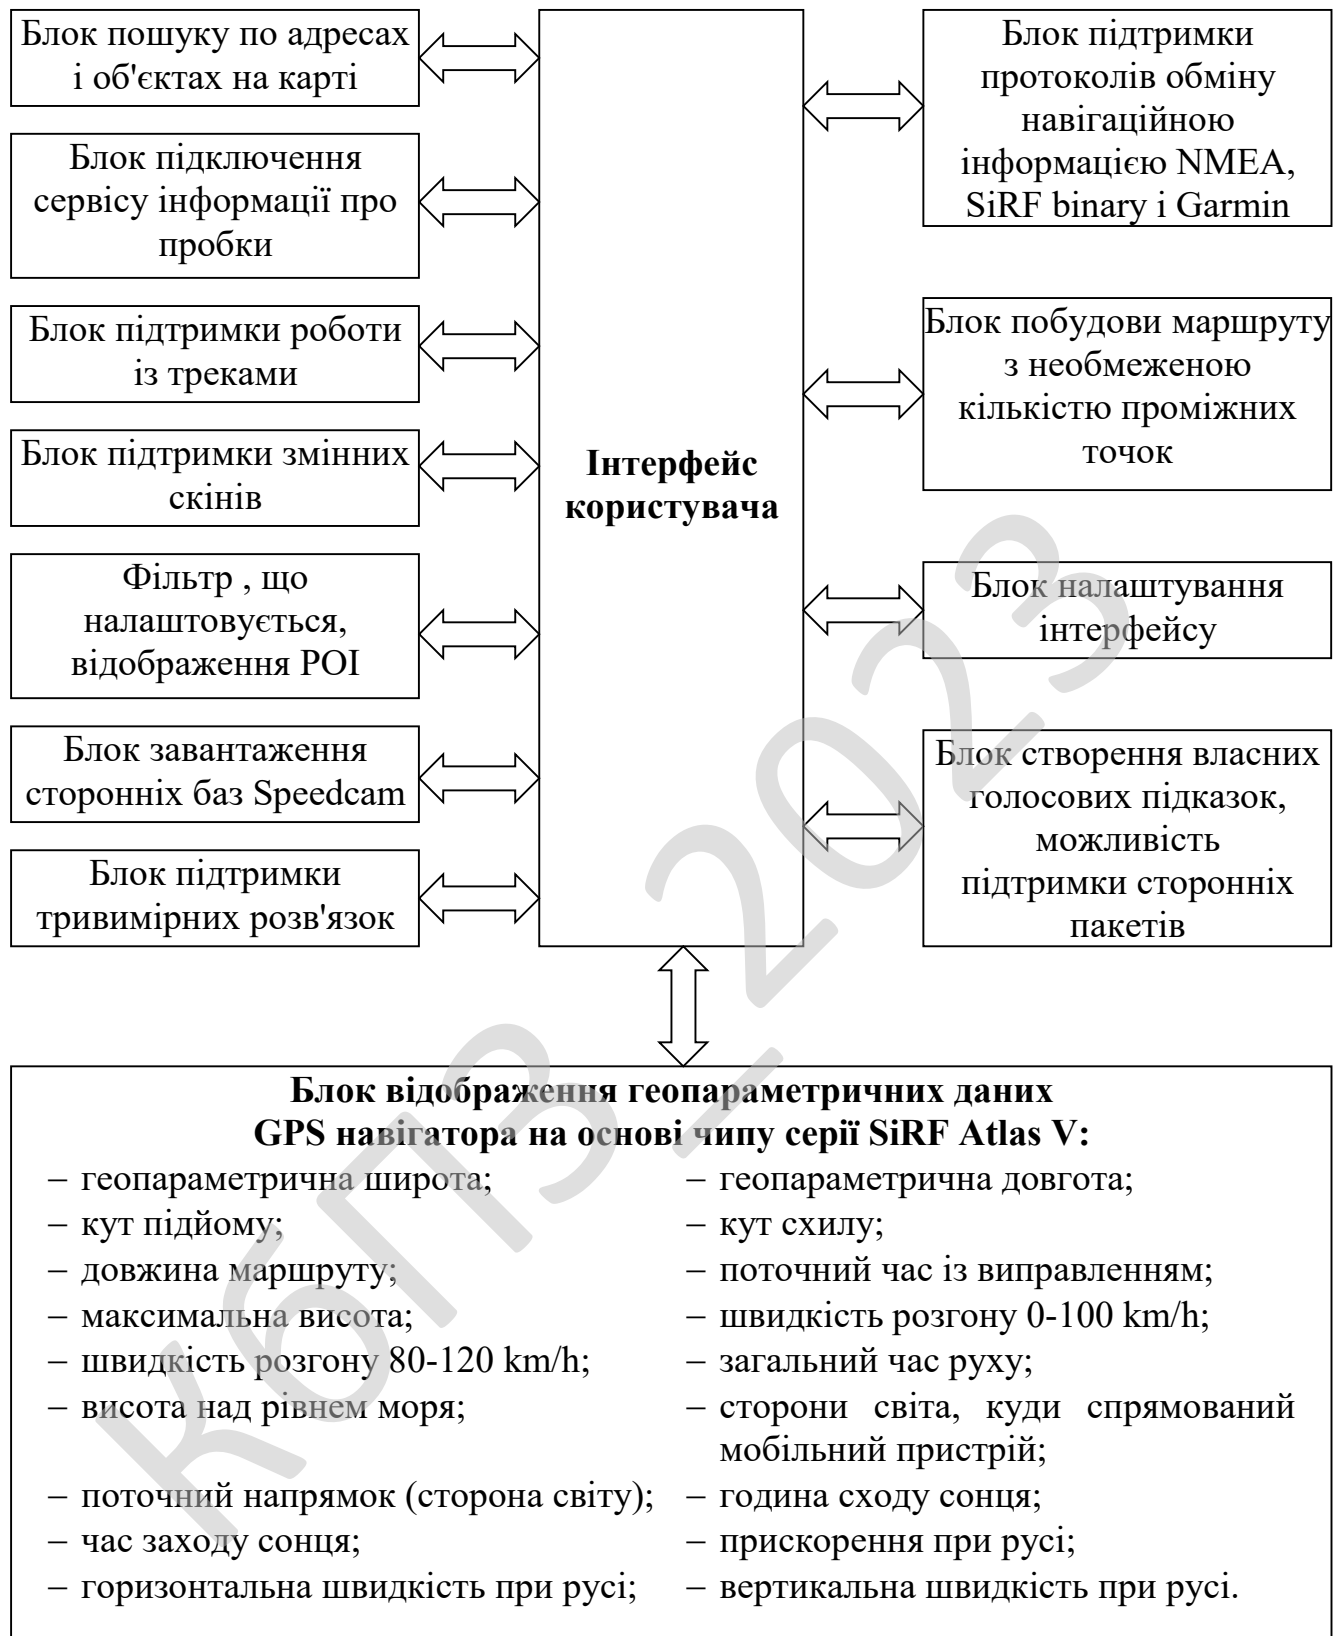 Блок пошуку по адресах
і об'єктах на карті
Блок підключення
сервісу інформації про
пробки
Блок підтримки роботи
із треками
Блок підтримки змінних
скінів
Фільтр , що
налаштовується,
відображення POI
Блок завантаження
сторонніх баз Speedcam
Блок підтримки
тривимірних розв'язок
Інтерфейс
користувача
Блок підтримки
протоколів обміну
навігаційною
інформацією NMEA,
SiRF binary і Garmin
Блок побудови маршруту
з необмеженою
кількістю проміжних
точок
Блок налаштування
інтерфейсу
Блок створення власних
голосових підказок,
можливість
підтримки сторонніх
пакетів
Блок відображення геопараметричних даних
GPS навігатора на основі чипу серії SiRF Atlas V:
– геопараметрична широта;
– геопараметрична довгота;
– кут підйому;
– кут схилу;
– довжина маршруту;
– поточний час із виправленням;
– максимальна висота;
– швидкість розгону 0-100 km/h;
– швидкість розгону 80-120 km/h;
– загальний час руху;
– висота над рівнем моря;
– сторони світа, куди спрямований
мобільний пристрій;
– поточний напрямок (сторона світу);
– година сходу сонця;
– час заходу сонця;
– прискорення при русі;
– горизонтальна швидкість при русі;
– вертикальна швидкість при русі.
КбПЗ_2023